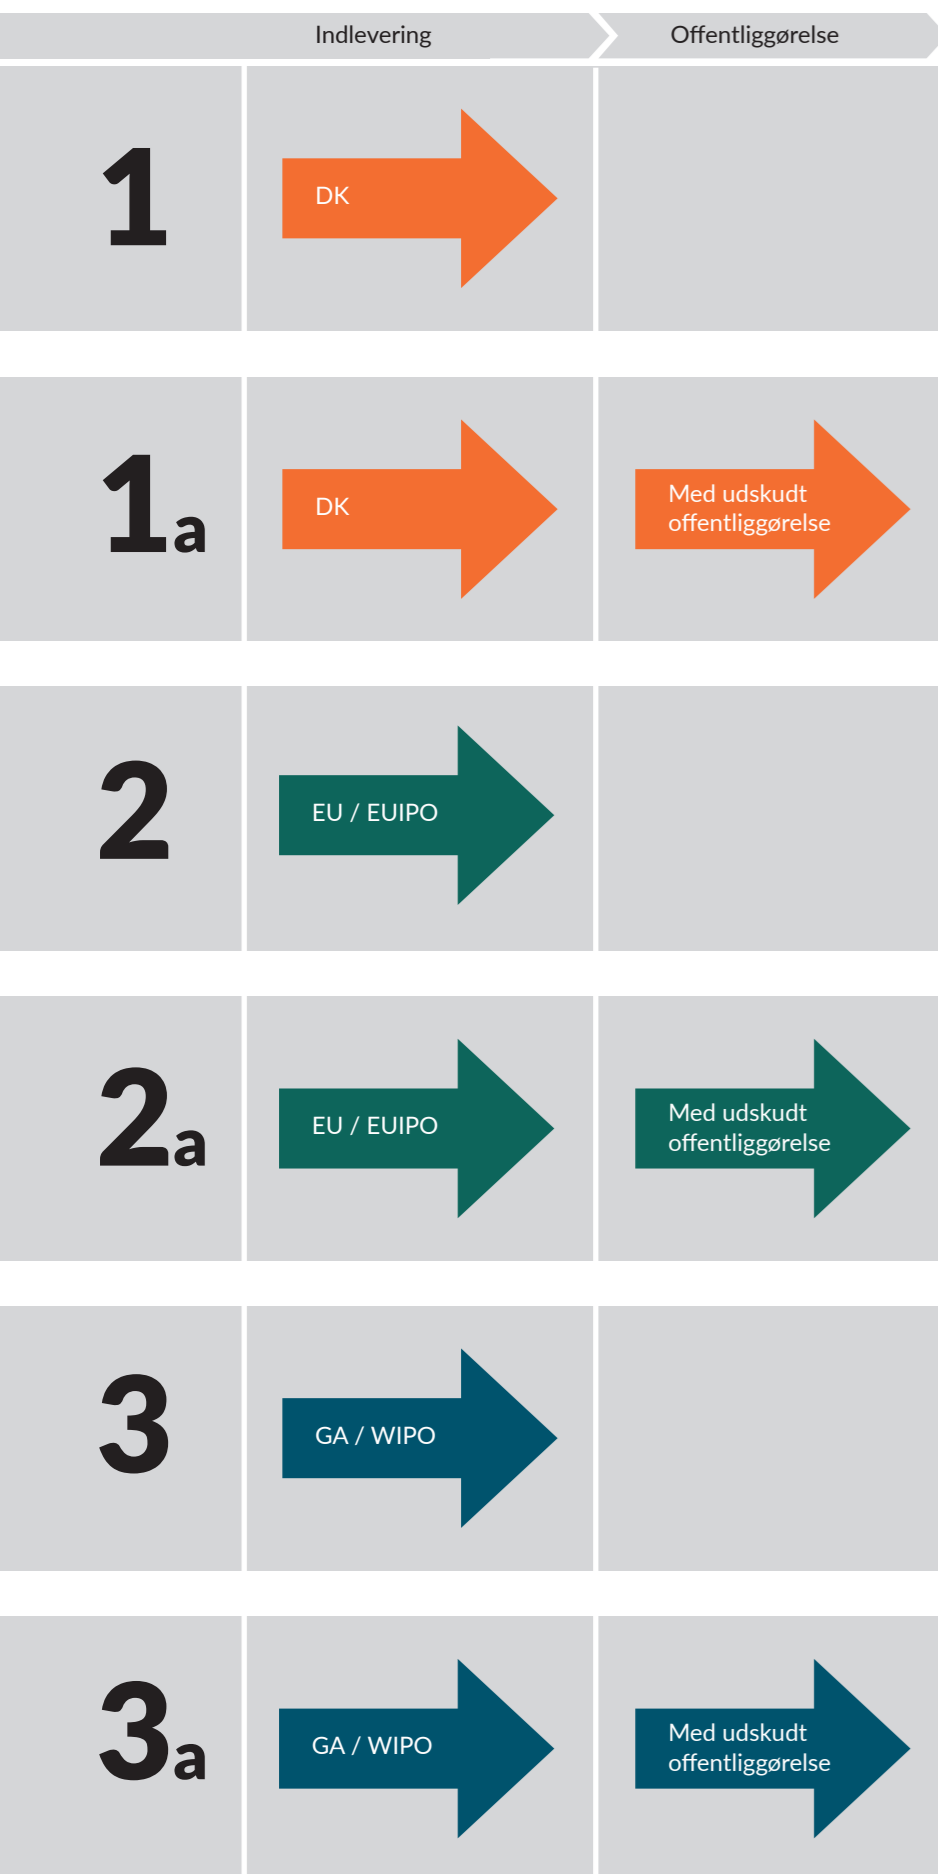 Indlevering
Offentliggørelse
1
DK
1a
DK
Med udskudt
offentliggørelse
2
EU / EUIPO
2a
EU / EUIPO
Med udskudt
offentliggørelse
3
GA / WIPO
3a
GA / WIPO
Med udskudt
offentliggørelse